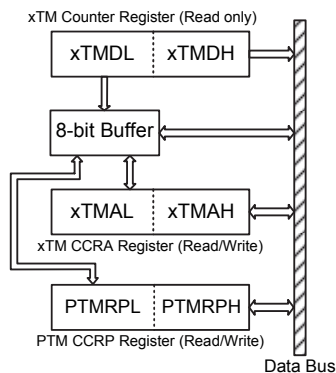 xTM Counter Register (Read only)
xTMDL xTMDH
8-bit Buffer
xTMAL xTMAH
xTM CCRA Register (Read/Write)
PTMRPL PTMRPH
PTM CCRP Register (Read/Write)
Data Bus